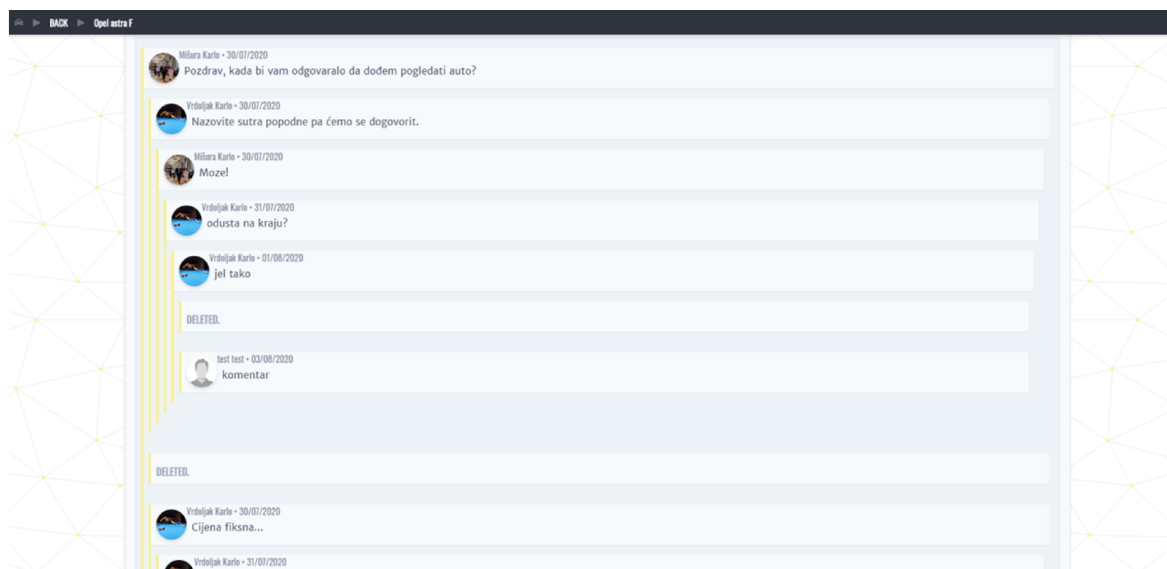 BACK Opel astra F
Mišura Karlo • 30/07/2020
Pozdrav, kada bi vam odgovaralo da dođem pogledati auto?
Vrdoljak Karlo • 30/07/2020
Nazovite sutra popodne pa ćemo se dogovorit.
Mišura Karlo • 30/07/2020
Moze!
Vrdoljak Karlo • 31/07/2020
odusta na kraju?
Vrdoljak Karlo • 01/08/2020
jel tako
DELETED.
test test • 03/08/2020
komentar
DELETED.
Vrdoljak Karlo • 30/07/2020
Cijena fiksna...
Vrdoljak Karlo • 31/07/2020